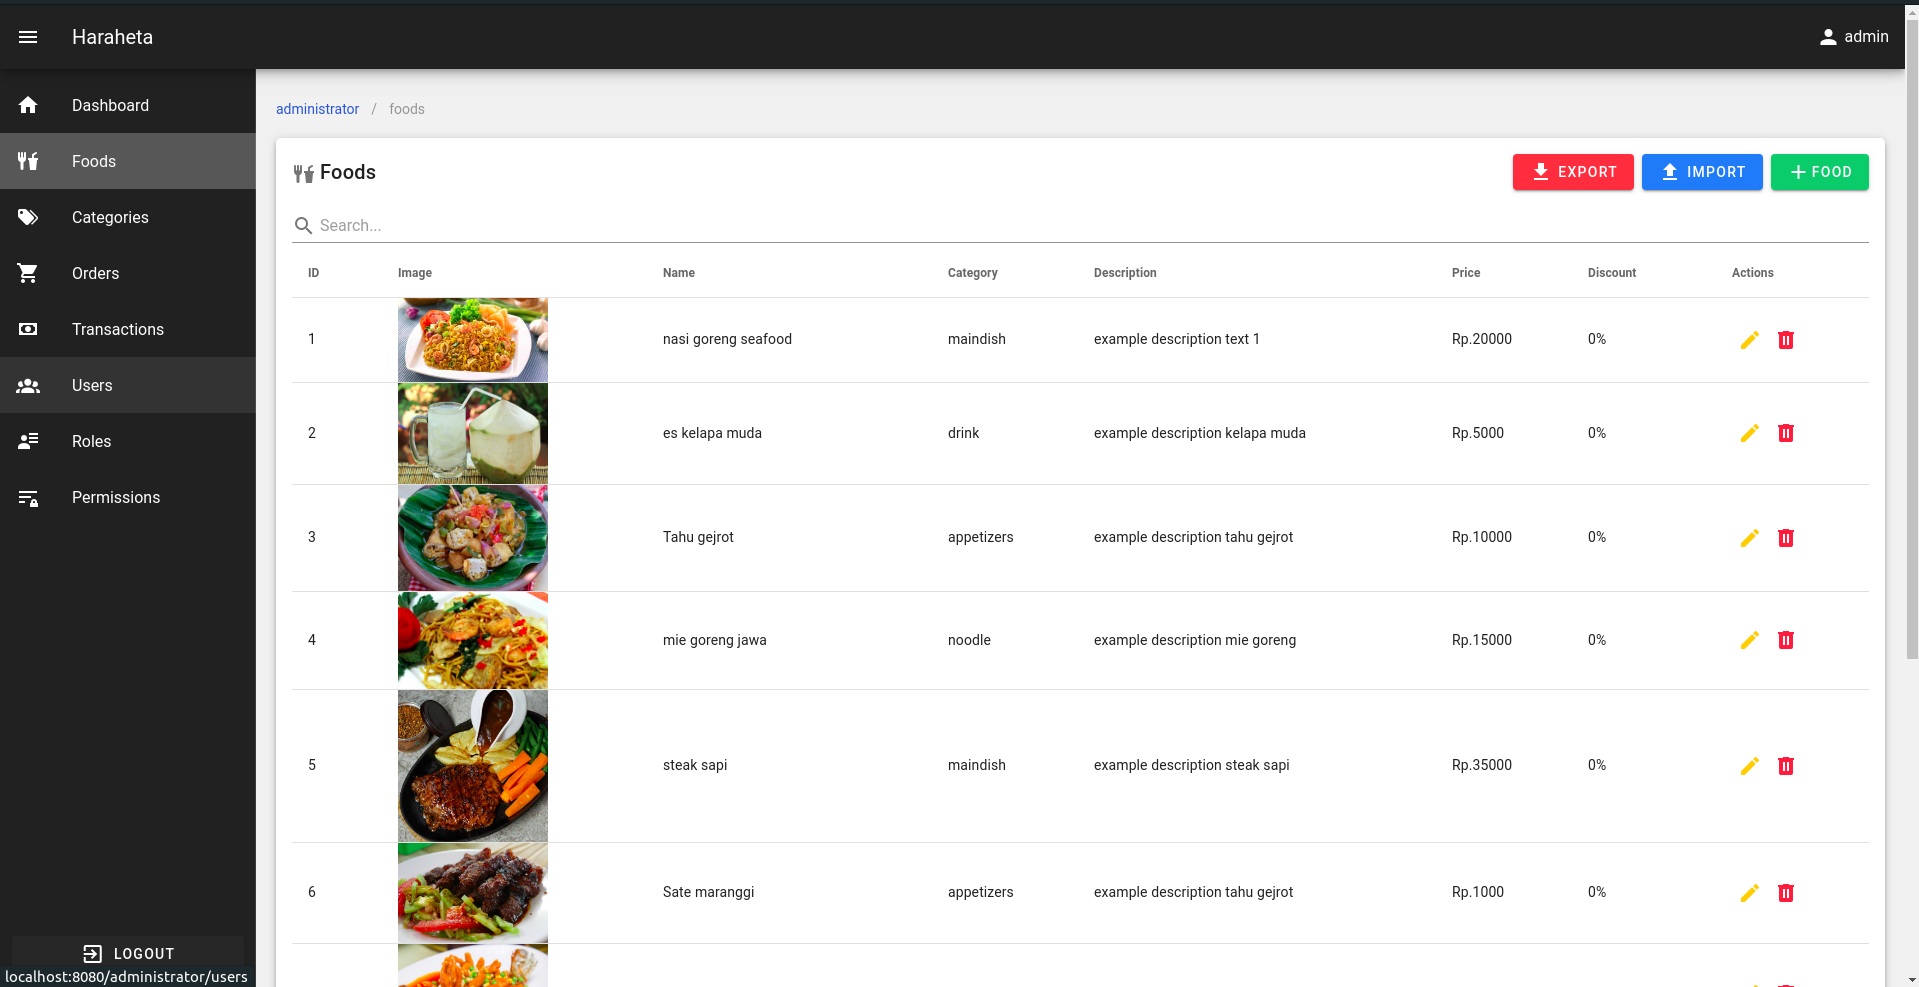 Haraheta
admin
Dashboard
Foods
Categories
Orders
Transactions
Users
Roles
Permissions
LOGOUT
localhost:8080/administrator/users
administrator / foods
Foods
EXPORT
IMPORT
FOOD
Search...
ID Image Name Category Description Price Discount Actions
1 nasi goreng seafood maindish example description text 1 Rp.20000 0%
2 es kelapa muda drink example description kelapa muda Rp.5000 0%
3 Tahu gejrot appetizers example description tahu gejrot Rp.10000 0%
4 mie goreng jawa noodle example description mie goreng Rp.15000 0%
5 steak sapi maindish example description steak sapi Rp.35000 0%
6 Sate maranggi appetizers example description tahu gejrot Rp.1000 0%